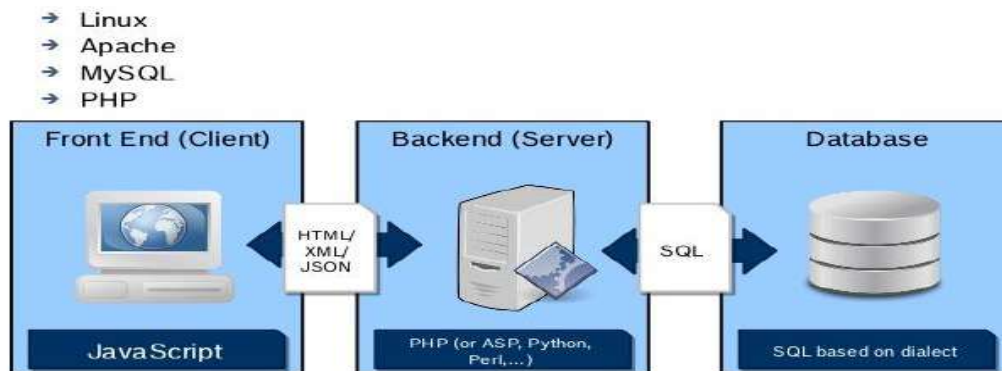 Linux
Apache
MySQL
PHP
Front End (Client)
Backend (Server)
Database
HTML/
XML/
JSON
SQL
JavaScript
PHP (or ASP, Python,
Perl,...)
SQL based on dialect